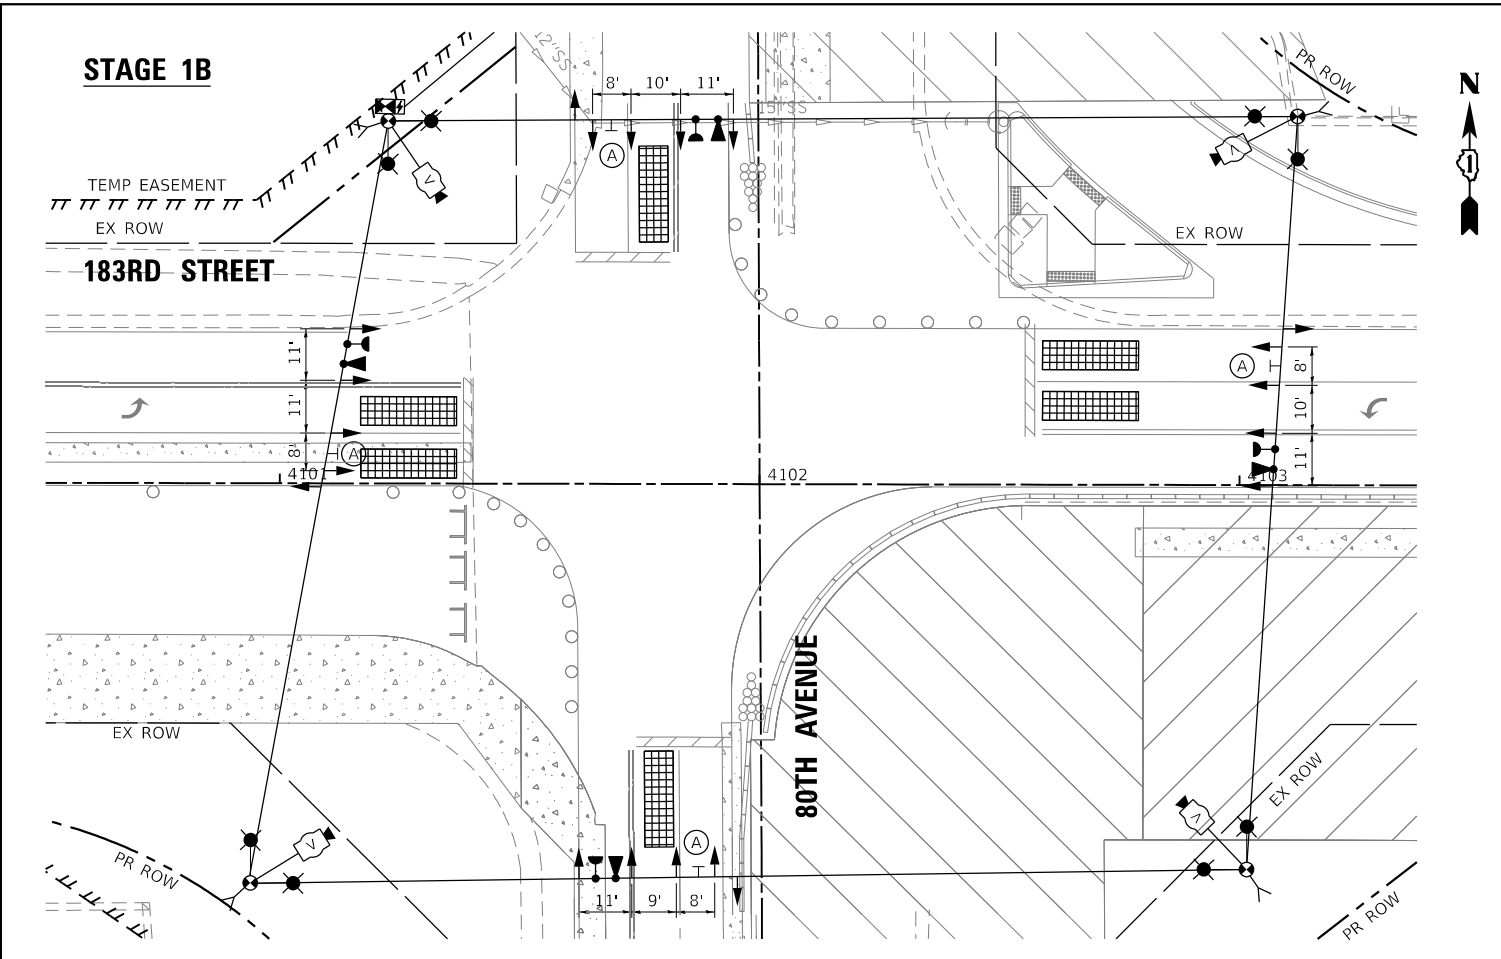 STAGE 1B
12"SS
8' 10' 11'
15"SS
PR ROW
N
1
A
V
V
TEMP EASEMENT
EX ROW
EX ROW
183RD STREET
11'
11'
8'
A
A
8'
10'
11'
4101
4102
4103
80TH AVENUE
EX ROW
EX ROW
V
V
A
PR ROW
11' 9' 8'
PR ROW